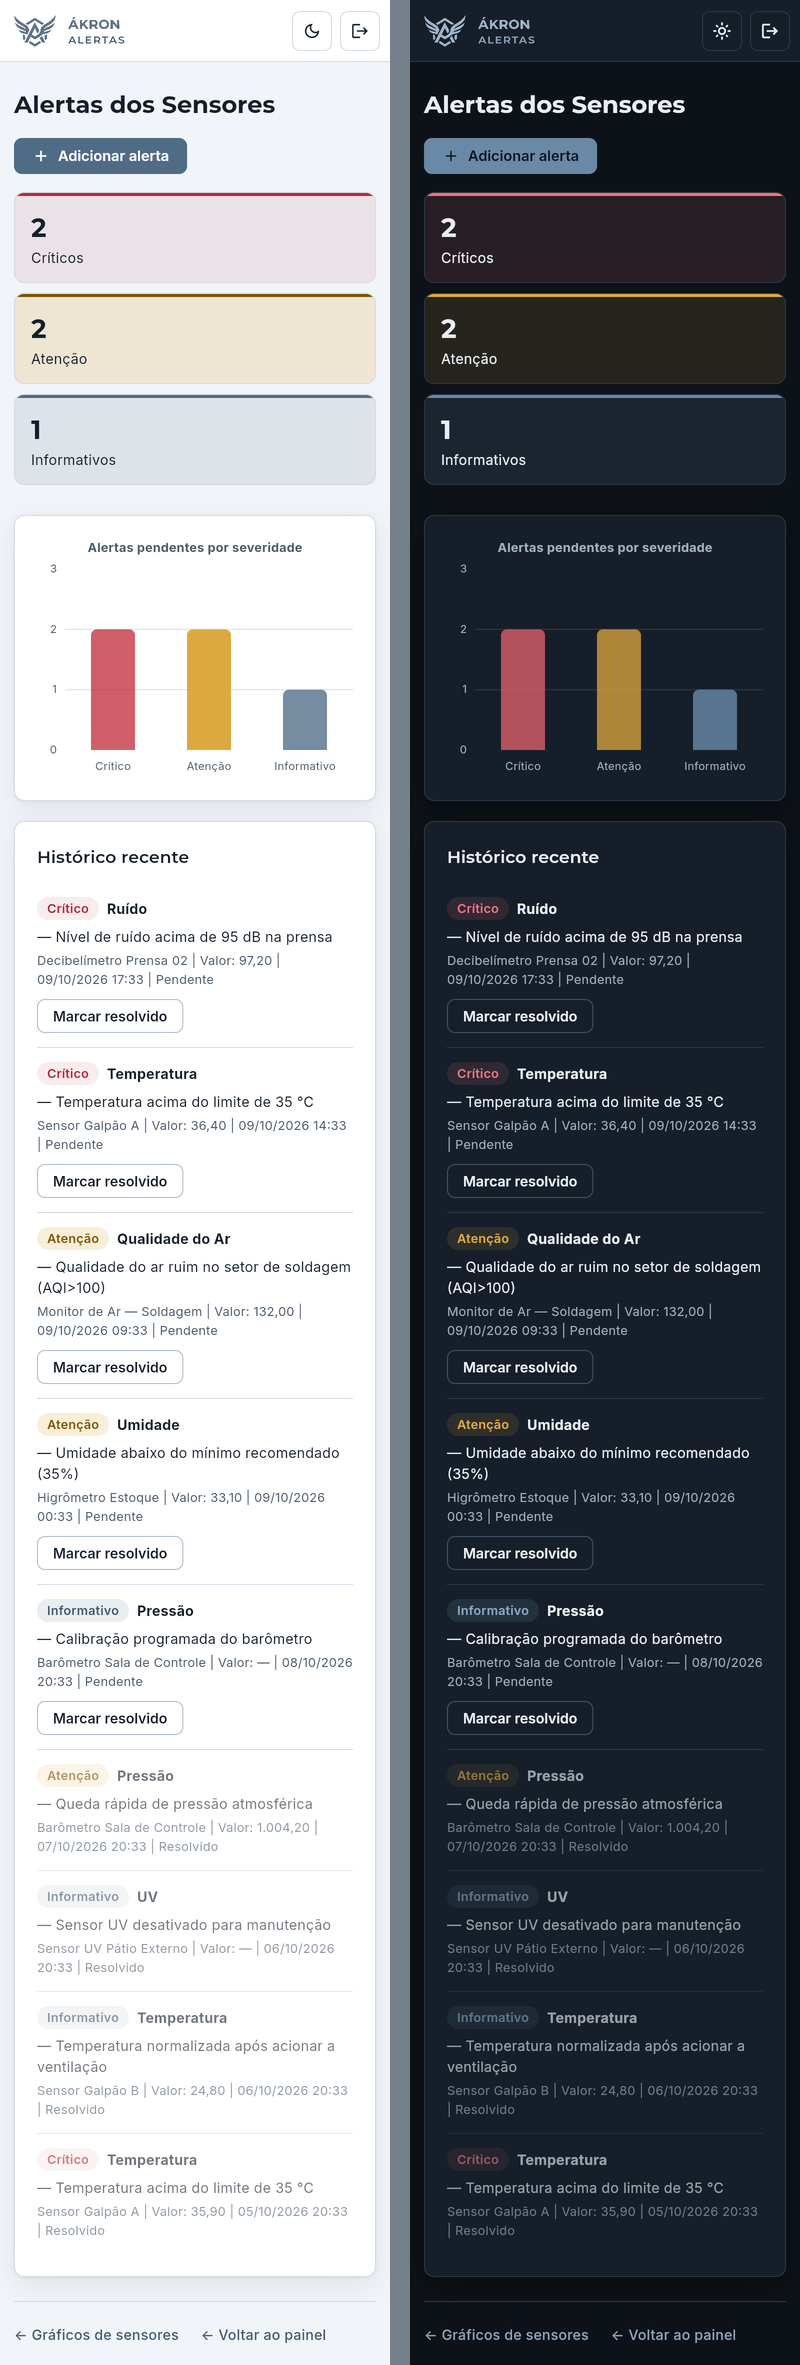 ÁKRON
ALERTAS
Alertas dos Sensores
+ Adicionar alerta
2
Críticos
2
Atenção
1
Informativos
Alertas pendentes por severidade
3
2
1
0
Crítico Atenção Informativo
Histórico recente
Crítico Ruído
— Nível de ruído acima de 95 dB na prensa
Decibelímetro Prensa 02 | Valor: 97,20 |
09/10/2026 17:33 | Pendente
Marcar resolvido
Crítico Temperatura
— Temperatura acima do limite de 35 °C
Sensor Galpão A | Valor: 36,40 | 09/10/2026 14:33
| Pendente
Marcar resolvido
Atenção Qualidade do Ar
— Qualidade do ar ruim no setor de soldagem
(AQI>100)
Monitor de Ar — Soldagem | Valor: 132,00 |
09/10/2026 09:33 | Pendente
Marcar resolvido
Atenção Umidade
— Umidade abaixo do mínimo recomendado
(35%)
Higrômetro Estoque | Valor: 33,10 | 09/10/2026
00:33 | Pendente
Marcar resolvido
Informativo Pressão
— Calibração programada do barômetro
Barômetro Sala de Controle | Valor: — | 08/10/2026
20:33 | Pendente
Marcar resolvido
Atenção Pressão
— Queda rápida de pressão atmosférica
Barômetro Sala de Controle | Valor: 1.004,20 |
07/10/2026 20:33 | Resolvido
Informativo UV
— Sensor UV desativado para manutenção
Sensor UV Pátio Externo | Valor: — | 06/10/2026
20:33 | Resolvido
Informativo Temperatura
— Temperatura normalizada após acionar a
ventilação
Sensor Galpão B | Valor: 24,80 | 06/10/2026 20:33
| Resolvido
Crítico Temperatura
— Temperatura acima do limite de 35 °C
Sensor Galpão A | Valor: 35,90 | 05/10/2026 20:33
| Resolvido
← Gráficos de sensores ← Voltar ao painel
ÁKRON
ALERTAS
Alertas dos Sensores
+ Adicionar alerta
2
Críticos
2
Atenção
1
Informativos
Alertas pendentes por severidade
3
2
1
0
Crítico Atenção Informativo
Histórico recente
Crítico Ruído
— Nível de ruído acima de 95 dB na prensa
Decibelímetro Prensa 02 | Valor: 97,20 |
09/10/2026 17:33 | Pendente
Marcar resolvido
Crítico Temperatura
— Temperatura acima do limite de 35 °C
Sensor Galpão A | Valor: 36,40 | 09/10/2026 14:33
| Pendente
Marcar resolvido
Atenção Qualidade do Ar
— Qualidade do ar ruim no setor de soldagem
(AQI>100)
Monitor de Ar — Soldagem | Valor: 132,00 |
09/10/2026 09:33 | Pendente
Marcar resolvido
Atenção Umidade
— Umidade abaixo do mínimo recomendado
(35%)
Higrômetro Estoque | Valor: 33,10 | 09/10/2026
00:33 | Pendente
Marcar resolvido
Informativo Pressão
— Calibração programada do barômetro
Barômetro Sala de Controle | Valor: — | 08/10/2026
20:33 | Pendente
Marcar resolvido
Atenção Pressão
— Queda rápida de pressão atmosférica
Barômetro Sala de Controle | Valor: 1.004,20 |
07/10/2026 20:33 | Resolvido
Informativo UV
— Sensor UV desativado para manutenção
Sensor UV Pátio Externo | Valor: — | 06/10/2026
20:33 | Resolvido
Informativo Temperatura
— Temperatura normalizada após acionar a
ventilação
Sensor Galpão B | Valor: 24,80 | 06/10/2026 20:33
| Resolvido
Crítico Temperatura
— Temperatura acima do limite de 35 °C
Sensor Galpão A | Valor: 35,90 | 05/10/2026 20:33
| Resolvido
← Gráficos de sensores ← Voltar ao painel